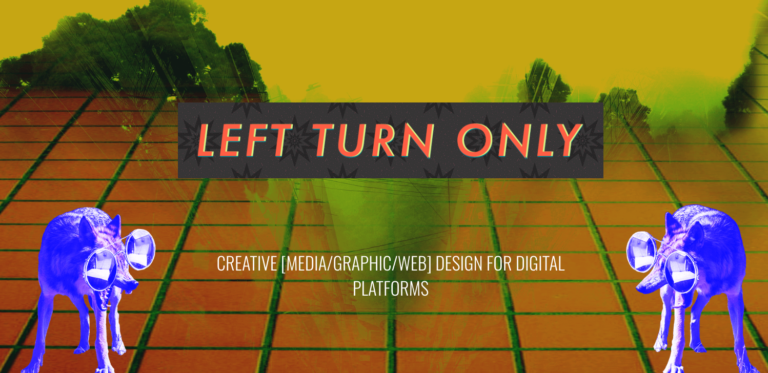 LEFT TURN ONLY
CREATIVE [MEDIA/GRAPHIC/WEB] DESIGN FOR DIGITAL
PLATFORMS